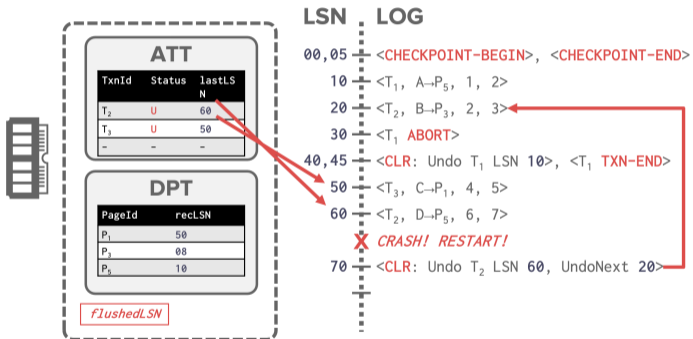 LSN LOG
ATT
TxnId Status lastLS
N
T₂ U 60
T₃ U 50
- - -
DPT
PageId recLSN
P₁ 50
P₃ 08
P₅ 10
flushedLSN
00,05 <CHECKPOINT-BEGIN>, <CHECKPOINT-END>
10 <T₁, A→P₅, 1, 2>
20 <T₂, B→P₃, 2, 3>
30 <T₁ ABORT>
40,45 <CLR: Undo T₁ LSN 10>, <T₁ TXN-END>
50 <T₃, C→P₁, 4, 5>
60 <T₂, D→P₅, 6, 7>
X CRASH! RESTART!
70 <CLR: Undo T₂ LSN 60, UndoNext 20>